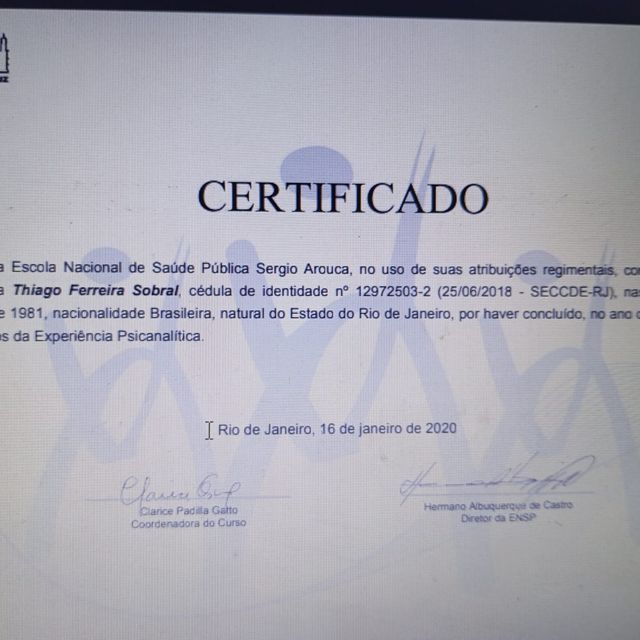 CERTIFICADO
a Escola Nacional de Saúde Pública Sergio Arouca, no uso de suas atribuições regimentais, con
a Thiago Ferreira Sobral, cédula de identidade nº 12972503-2 (25/06/2018 - SECCDE-RJ), nas
e 1981, nacionalidade Brasileira, natural do Estado do Rio de Janeiro, por haver concluído, no ano
os da Experiência Psicanalítica.
Rio de Janeiro, 16 de janeiro de 2020
Clarice Padilla Gatto
Coordenadora do Curso
Hermano Albuquerque de Castro
Diretor da ENSP